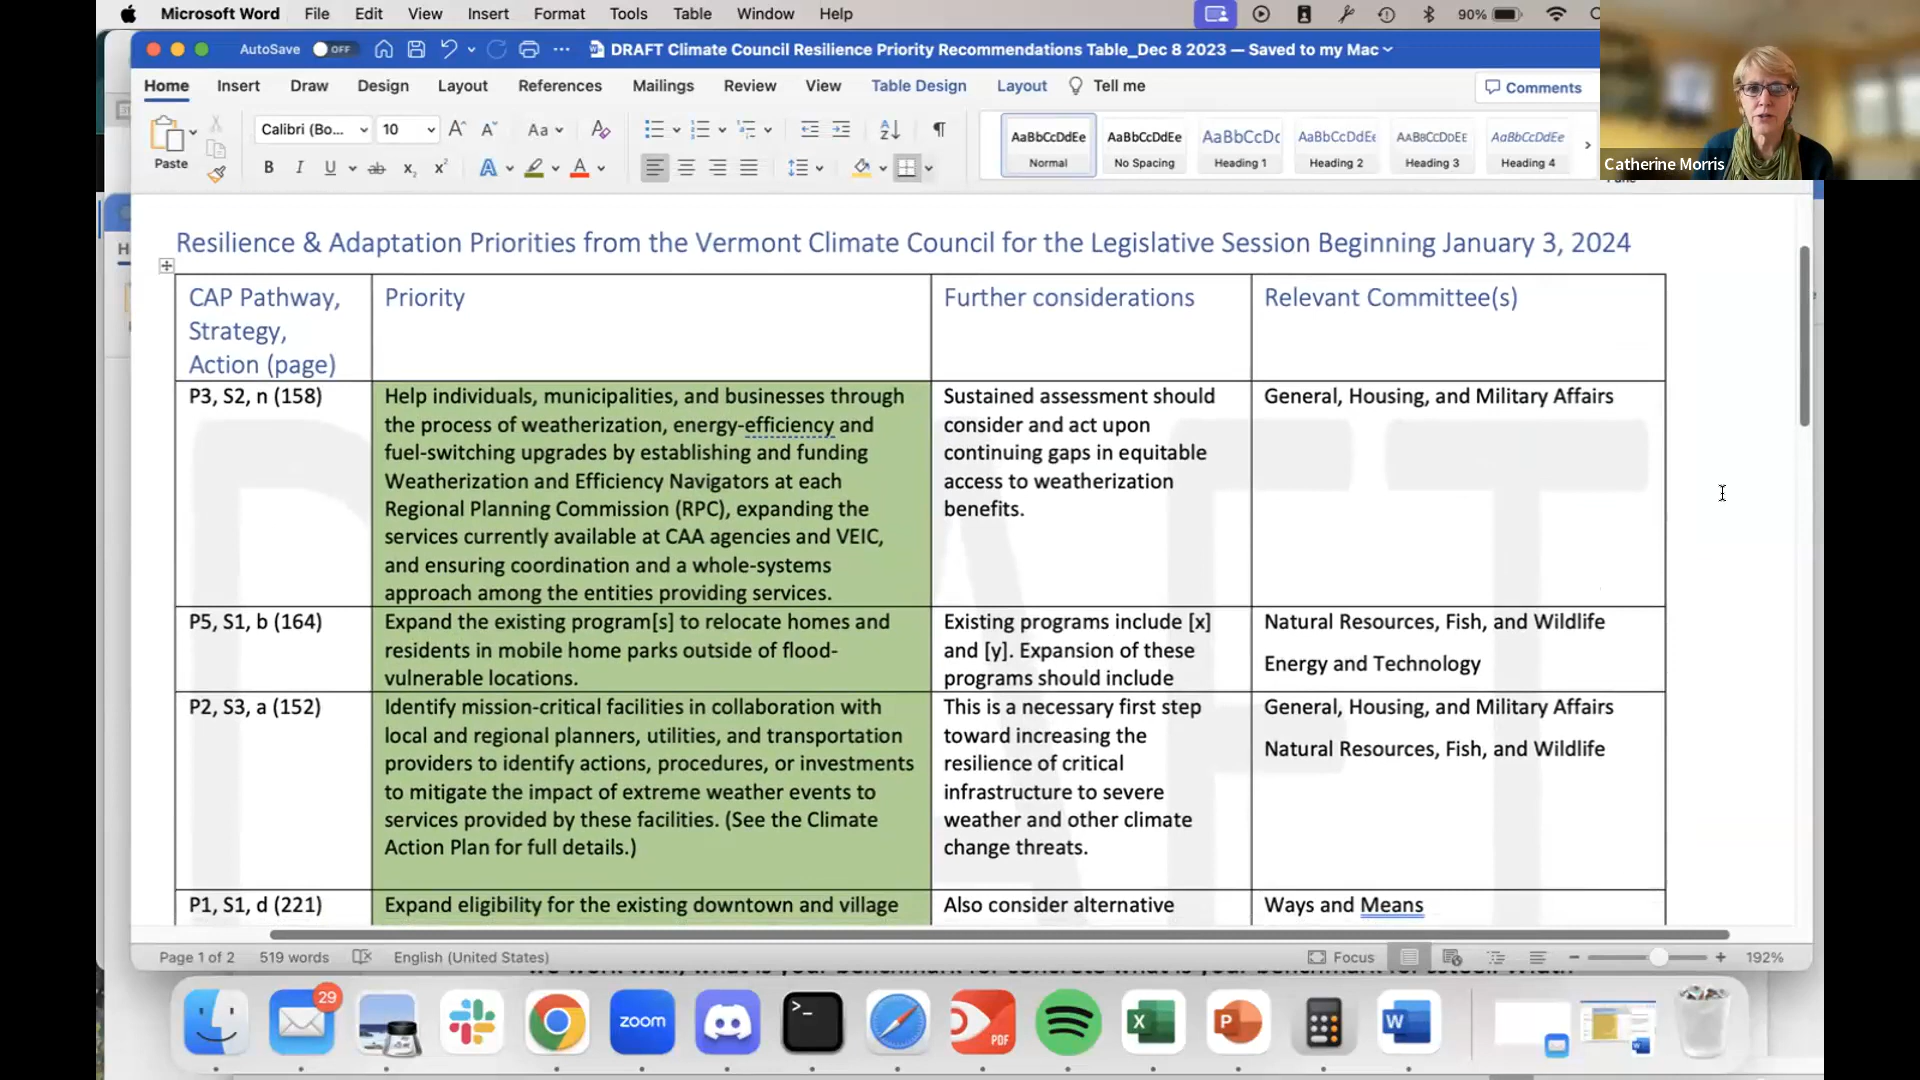 Microsoft Word File Edit View Insert Format Tools Table Window Help 90%
AutoSave OFF DRAFT Climate Council Resilience Priority Recommendations Table_Dec 8 2023 — Saved to my Mac
Home Insert Draw Design Layout References Mailings Review View Table Design Layout Tell me Comments
Paste Calibri (Bo... 10
AaBbCcDdEe AaBbCcDdEe AaBbCcDc AaBbCcDdEe AaBbCcDdEe AaBbCcDdEe
Normal No Spacing Heading 1 Heading 2 Heading 3 Heading 4
Catherine Morris
Resilience & Adaptation Priorities from the Vermont Climate Council for the Legislative Session Beginning January 3, 2024
CAP Pathway,
Strategy,
Action (page)
Priority
Further considerations
Relevant Committee(s)
P3, S2, n (158)
Help individuals, municipalities, and businesses through
the process of weatherization, energy-efficiency and
fuel-switching upgrades by establishing and funding
Weatherization and Efficiency Navigators at each
Regional Planning Commission (RPC), expanding the
services currently available at CAA agencies and VEIC,
and ensuring coordination and a whole-systems
approach among the entities providing services.
Sustained assessment should
consider and act upon
continuing gaps in equitable
access to weatherization
benefits.
General, Housing, and Military Affairs
P5, S1, b (164)
Expand the existing program[s] to relocate homes and
residents in mobile home parks outside of flood-
vulnerable locations.
Existing programs include [x]
and [y]. Expansion of these
programs should include
Natural Resources, Fish, and Wildlife
Energy and Technology
P2, S3, a (152)
Identify mission-critical facilities in collaboration with
local and regional planners, utilities, and transportation
providers to identify actions, procedures, or investments
to mitigate the impact of extreme weather events to
services provided by these facilities. (See the Climate
Action Plan for full details.)
This is a necessary first step
toward increasing the
resilience of critical
infrastructure to severe
weather and other climate
change threats.
General, Housing, and Military Affairs
Natural Resources, Fish, and Wildlife
P1, S1, d (221)
Expand eligibility for the existing downtown and village
Also consider alternative
Ways and Means
Page 1 of 2 519 words English (United States) Focus 192%
29
zoom
PDF